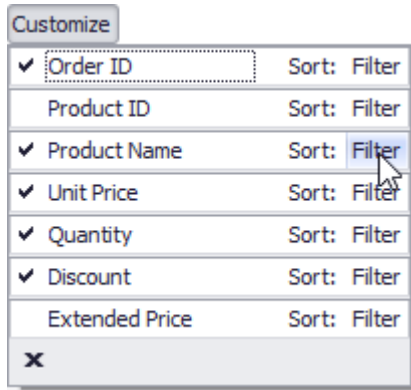 Customize
Order ID Sort: Filter
Product ID Sort: Filter
Product Name Sort: Filter
Unit Price Sort: Filter
Quantity Sort: Filter
Discount Sort: Filter
Extended Price Sort: Filter